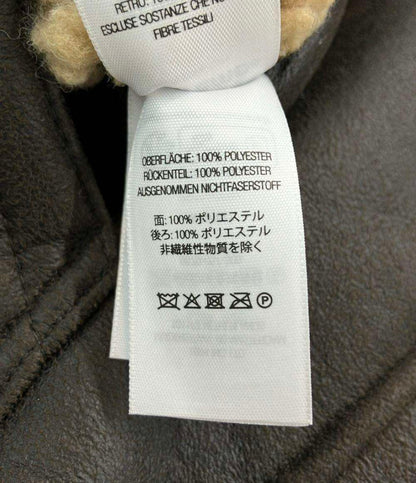 RETRO: 100%
ESCLUSE SOSTANZE CHE NON
FIBRE TESSILI
OBERFLÄCHE: 100% POLYESTER
RÜCKENTEIL: 100% POLYESTER
AUSGENOMMEN NICHTFASERSTOFF
面: 100% ポリエステル
後ろ: 100% ポリエステル
非繊維性物質を除く
P